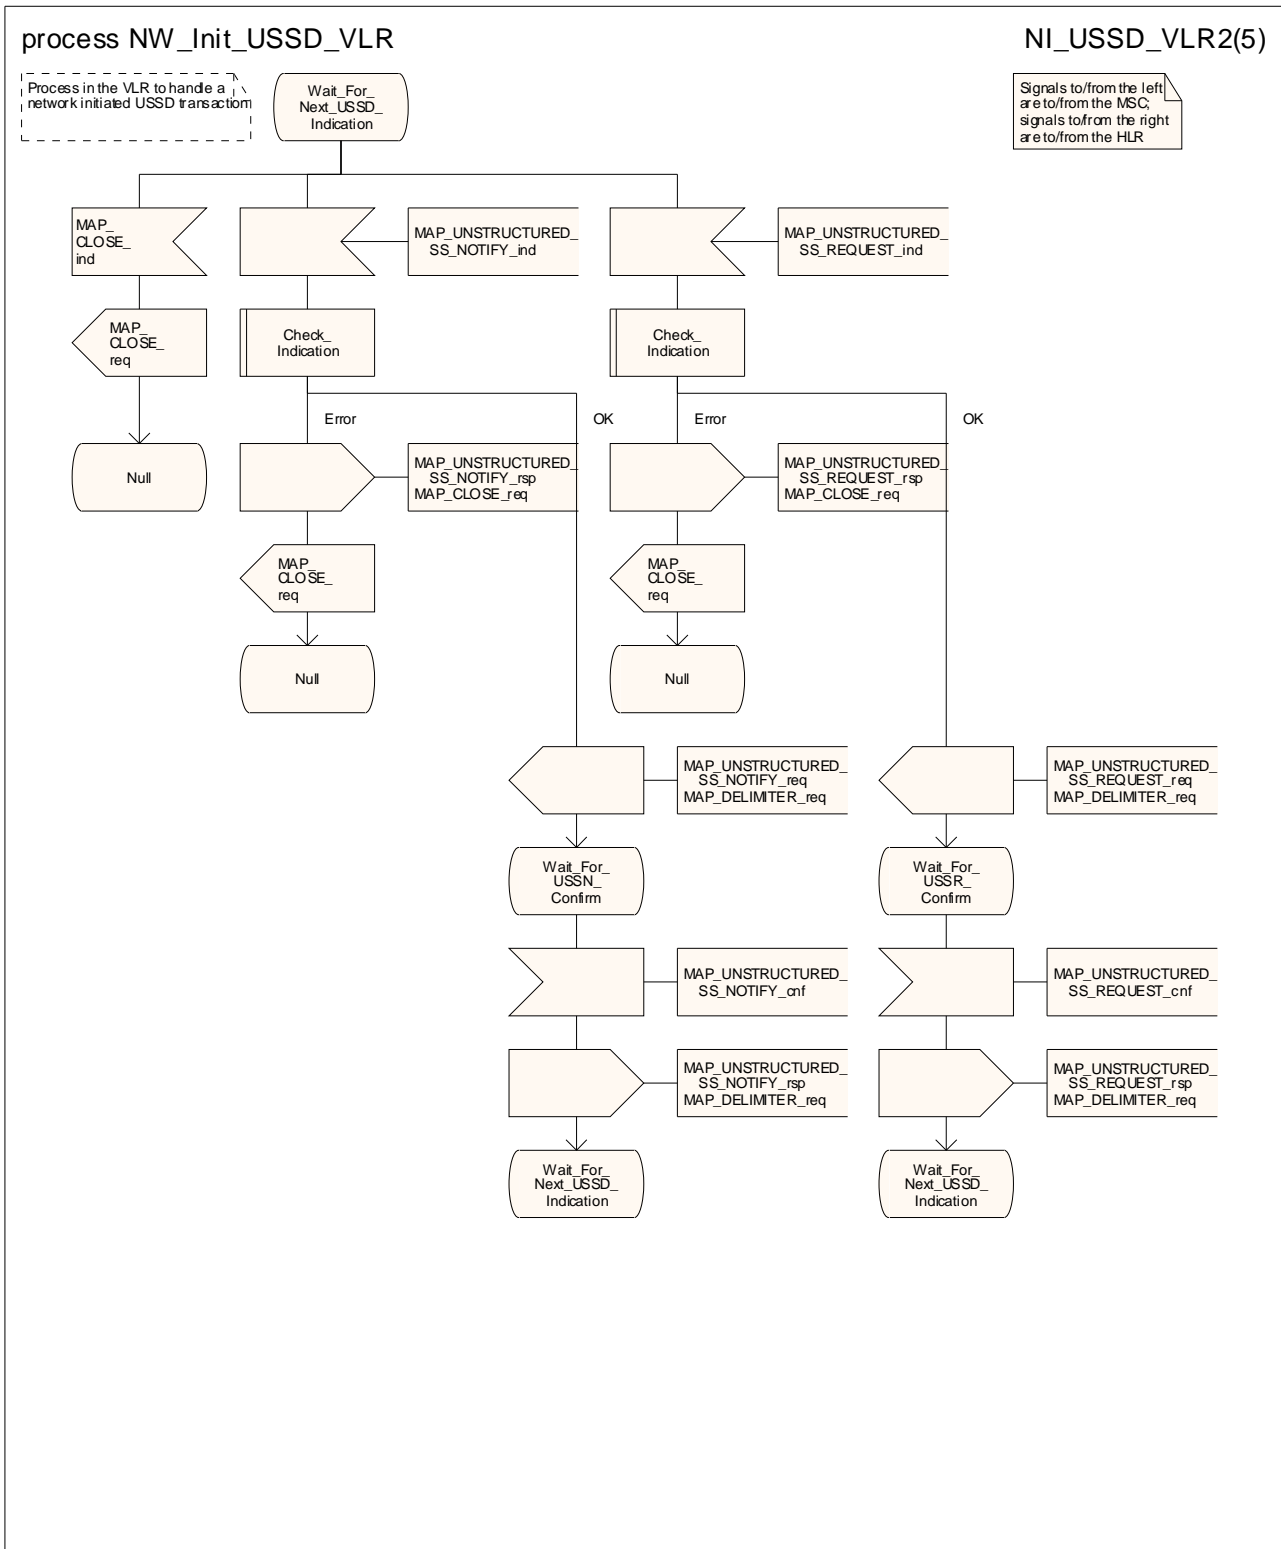 process NW_Init_USSD_VLR
NI_USSD_VLR2(5)
Process in the VLR to handle a
network initiated USSD transaction
Wait_For_
Next_USSD_
Indication
Signals to/from the left
are to/from the MSC;
signals to/from the right
are to/from the HLR
MAP_
CLOSE_
ind
MAP_UNSTRUCTURED_
SS_NOTIFY_ind
MAP_UNSTRUCTURED_
SS_REQUEST_ind
MAP_
CLOSE_
req
Check_
Indication
Check_
Indication
Error
OK
Error
OK
Null
MAP_UNSTRUCTURED_
SS_NOTIFY_rsp
MAP_CLOSE_req
MAP_UNSTRUCTURED_
SS_REQUEST_rsp
MAP_CLOSE_req
MAP_
CLOSE_
req
MAP_
CLOSE_
req
Null
Null
MAP_UNSTRUCTURED_
SS_NOTIFY_req
MAP_DELIMITER_req
MAP_UNSTRUCTURED_
SS_REQUEST_req
MAP_DELIMITER_req
Wait_For_
USSN_
Confirm
Wait_For_
USSR_
Confirm
MAP_UNSTRUCTURED_
SS_NOTIFY_cnf
MAP_UNSTRUCTURED_
SS_REQUEST_cnf
MAP_UNSTRUCTURED_
SS_NOTIFY_rsp
MAP_DELIMITER_req
MAP_UNSTRUCTURED_
SS_REQUEST_rsp
MAP_DELIMITER_req
Wait_For_
Next_USSD_
Indication
Wait_For_
Next_USSD_
Indication